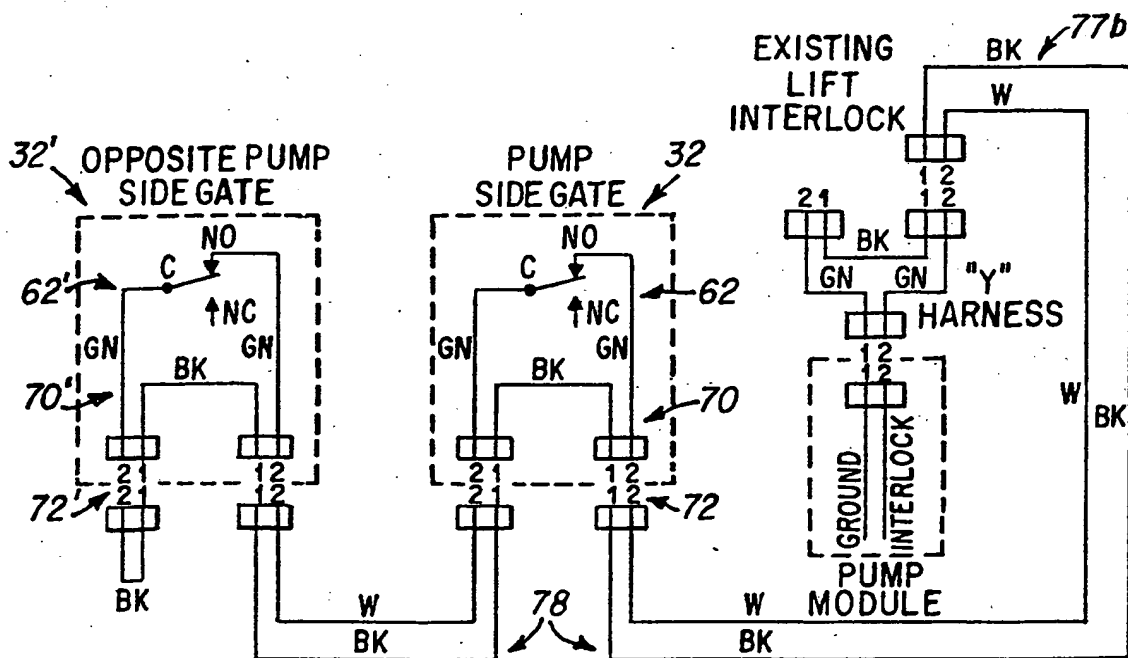 77b
BK
EXISTING
LIFT
INTERLOCK
W
32'
OPPOSITE PUMP
SIDE GATE
PUMP
SIDE GATE
32
1 2
1 2
2 1
BK
GN
GN
"Y"
HARNESS
NO
C
NC
62'
GN
GN
BK
70'
NO
C
NC
62
GN
GN
BK
70
1 2
1 2
GROUND
INTERLOCK
PUMP
MODULE
W
BK
2 1
2 1
72'
1 2
1 2
2 1
2 1
1 2
1 2
72
BK
W
BK
78
W
BK